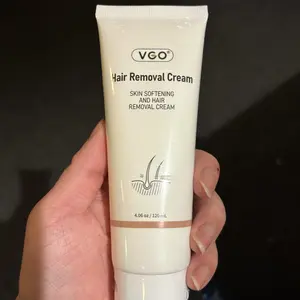 VGO®
Hair Removal Cream
SKIN SOFTENING
AND HAIR
REMOVAL CREAM
4.06 oz / 120 mL